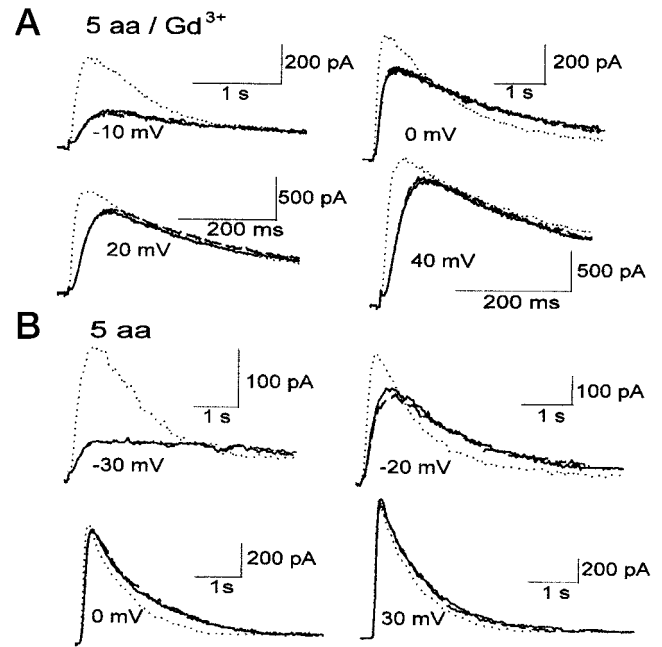 A 5 aa / Gd³⁺
200 pA
1 s
-10 mV
200 pA
1 s
0 mV
500 pA
200 ms
20 mV
40 mV
500 pA
200 ms
B 5 aa
100 pA
1 s
-30 mV
100 pA
1 s
-20 mV
200 pA
1s
0 mV
200 pA
1 s
30 mV